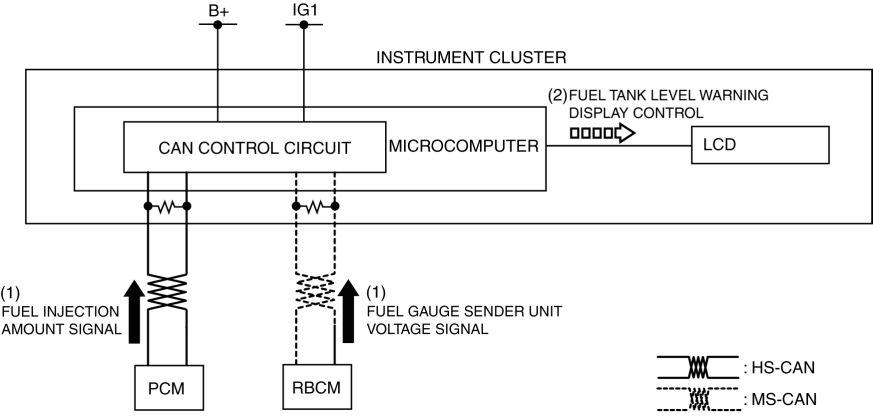 B+
IG1
INSTRUMENT CLUSTER
(2)FUEL TANK LEVEL WARNING
DISPLAY CONTROL
CAN CONTROL CIRCUIT
MICROCOMPUTER
LCD
(1)
FUEL INJECTION
AMOUNT SIGNAL
(1)
FUEL GAUGE SENDER UNIT
VOLTAGE SIGNAL
PCM
RBCM
: HS-CAN
: MS-CAN